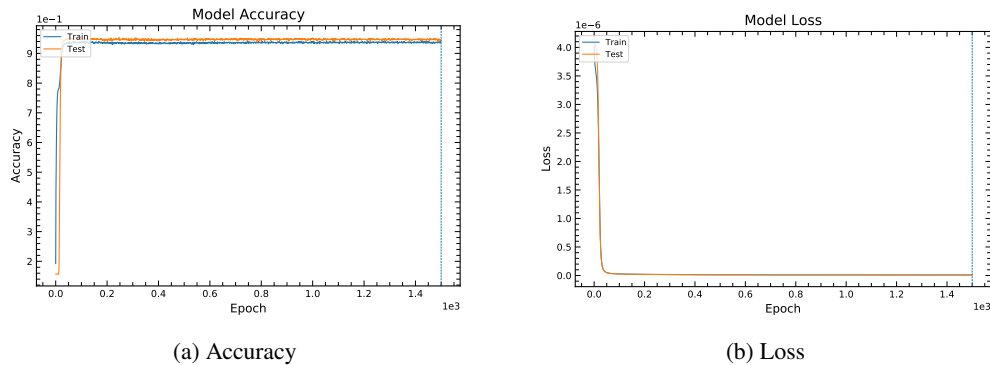 Model Accuracy
1e−1
Train
Test
9
8
7
6
5
4
3
2
Accuracy
0.0 0.2 0.4 0.6 0.8 1.0 1.2 1.4
1e3
Epoch
(a) Accuracy
Model Loss
1e−6
Train
Test
4.0
3.5
3.0
2.5
2.0
1.5
1.0
0.5
0.0
Loss
0.0 0.2 0.4 0.6 0.8 1.0 1.2 1.4
1e3
Epoch
(b) Loss